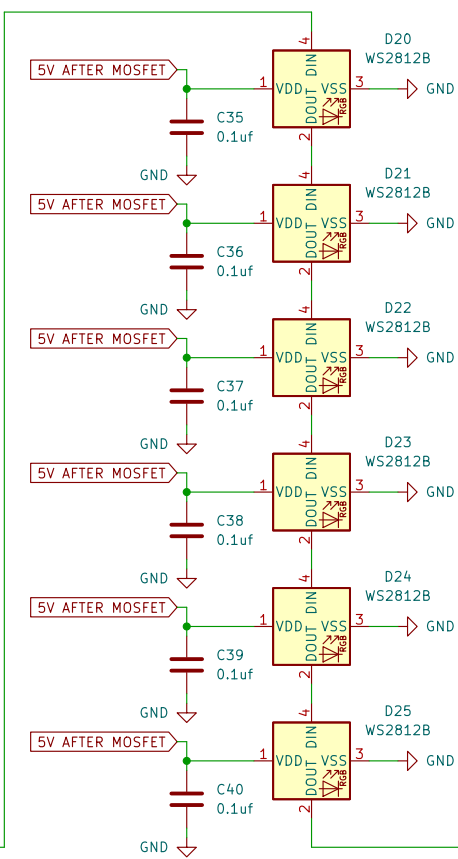 D20
WS2812B
5V AFTER MOSFET
4
DIN
1 VDD VSS 3 GND
DOUT
RGB
2
C35
0.1uf
GND
D21
WS2812B
5V AFTER MOSFET
4
DIN
1 VDD VSS 3 GND
DOUT
RGB
2
C36
0.1uf
GND
D22
WS2812B
5V AFTER MOSFET
4
DIN
1 VDD VSS 3 GND
DOUT
RGB
2
C37
0.1uf
GND
D23
WS2812B
5V AFTER MOSFET
4
DIN
1 VDD VSS 3 GND
DOUT
RGB
2
C38
0.1uf
GND
D24
WS2812B
5V AFTER MOSFET
4
DIN
1 VDD VSS 3 GND
DOUT
RGB
2
C39
0.1uf
GND
D25
WS2812B
5V AFTER MOSFET
4
DIN
1 VDD VSS 3 GND
DOUT
RGB
2
C40
0.1uf
GND